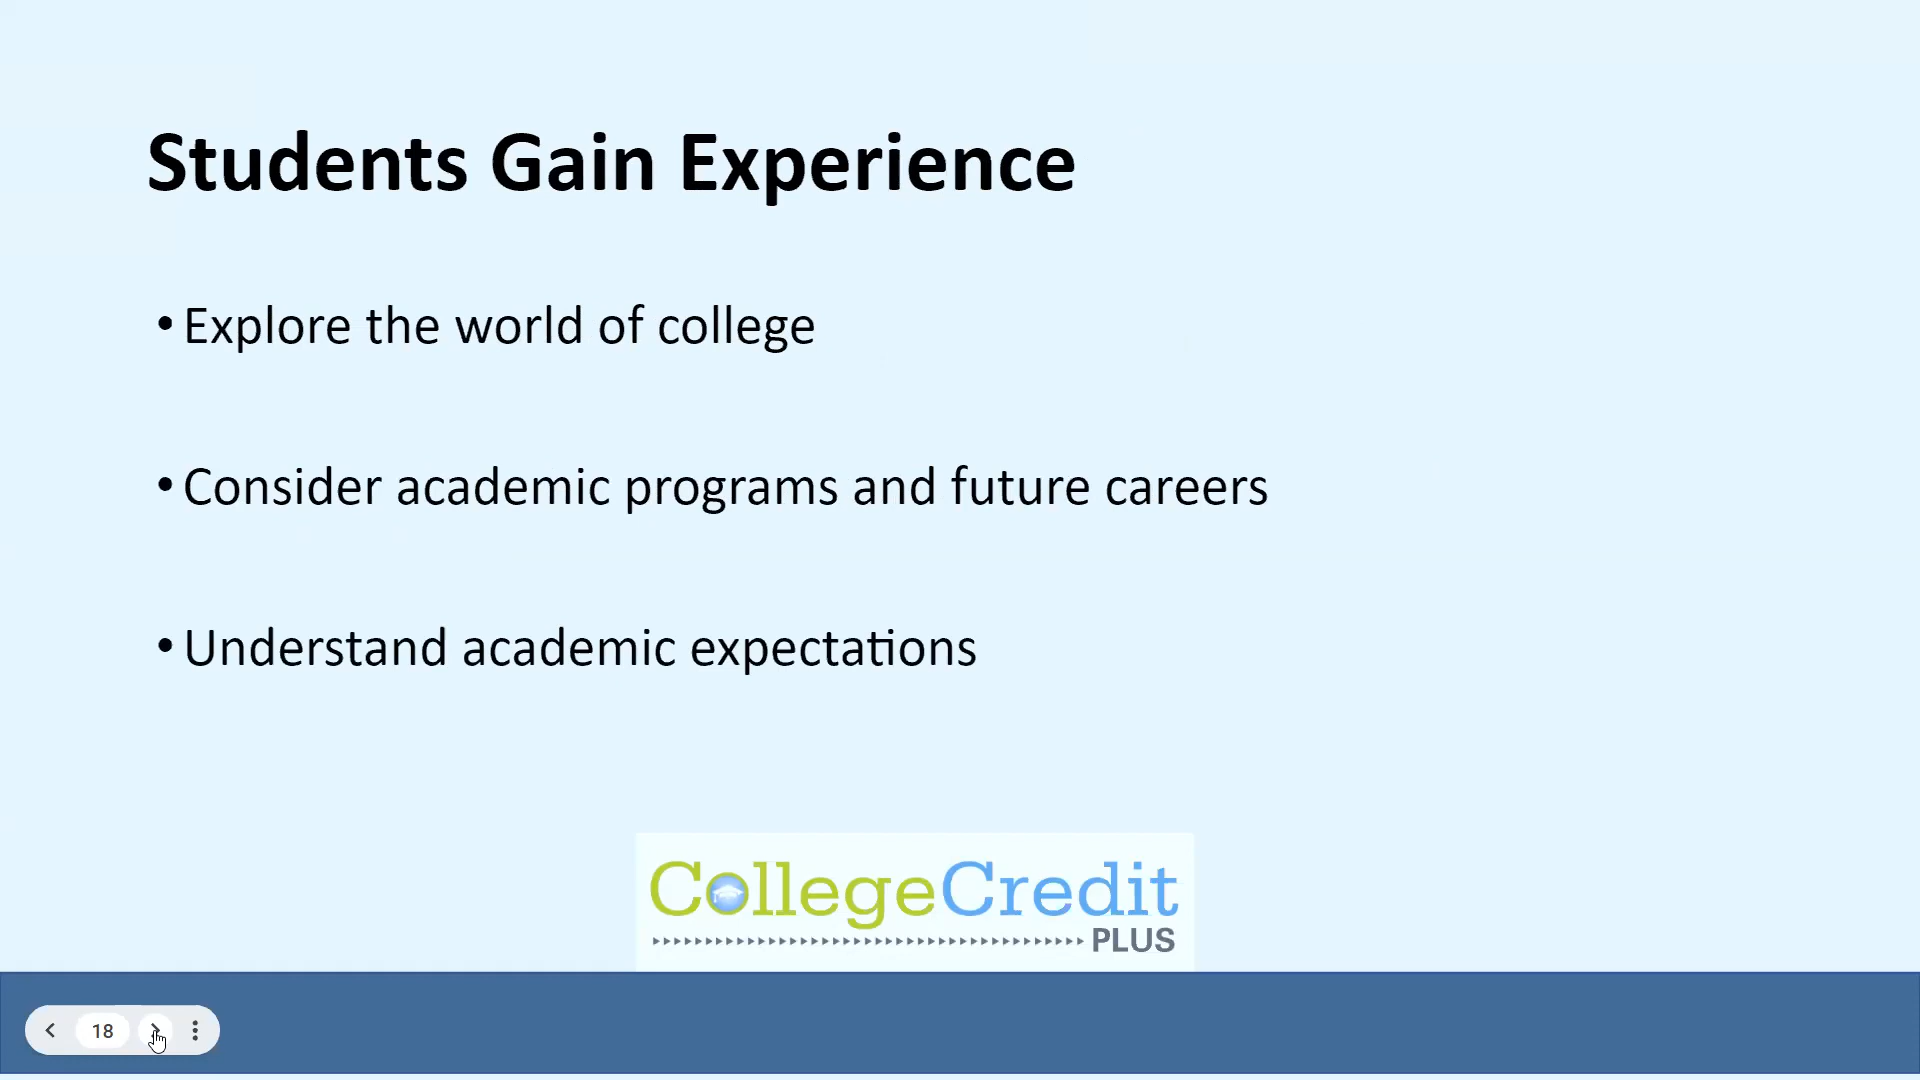 Students Gain Experience
• Explore the world of college
• Consider academic programs and future careers
• Understand academic expectations
CollegeCredit
PLUS
18